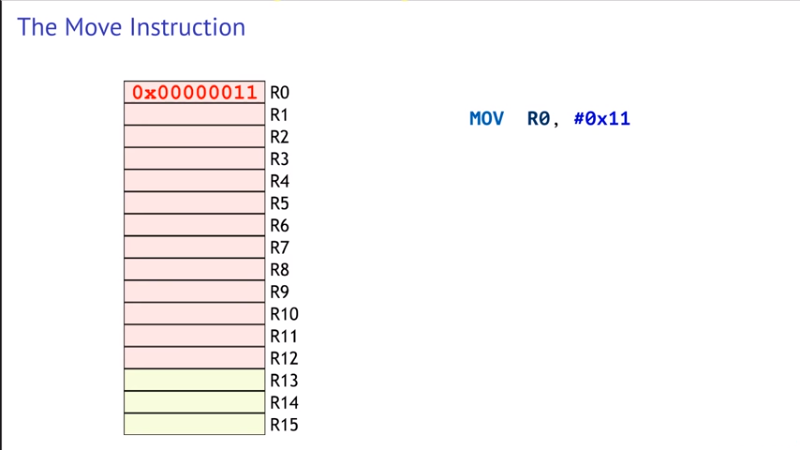 The Move Instruction
0x00000011 R0
MOV R0, #0x11
R1
R2
R3
R4
R5
R6
R7
R8
R9
R10
R11
R12
R13
R14
R15